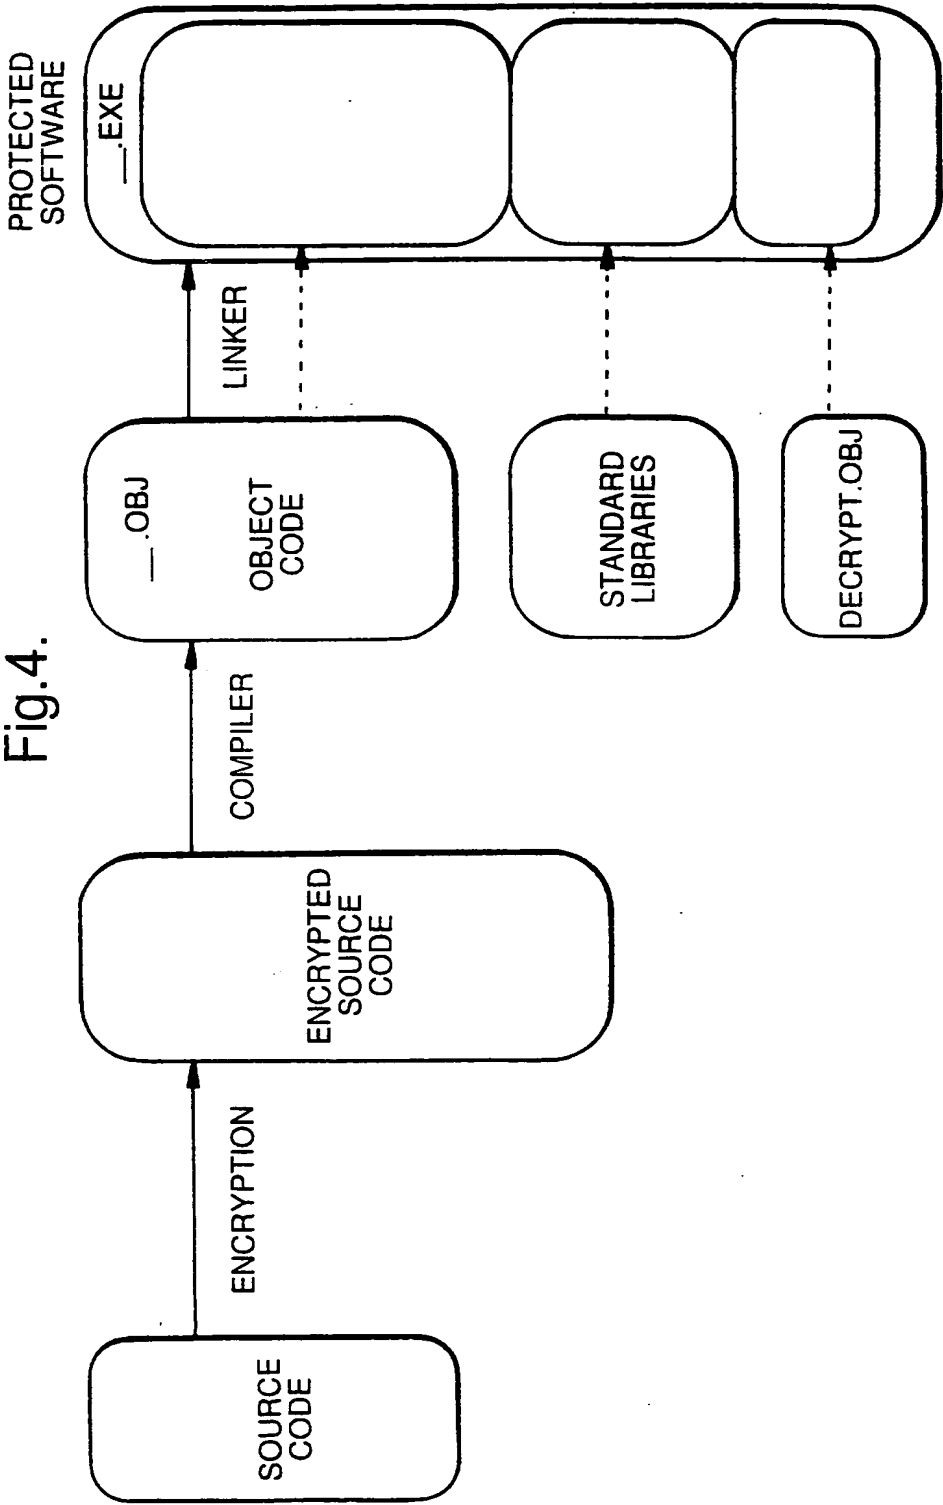 Fig.4.
SOURCE
CODE
ENCRYPTION
ENCRYPTED
SOURCE
CODE
COMPILER
__.OBJ
OBJECT
CODE
STANDARD
LIBRARIES
DECRYPT.OBJ
LINKER
PROTECTED
SOFTWARE
__.EXE